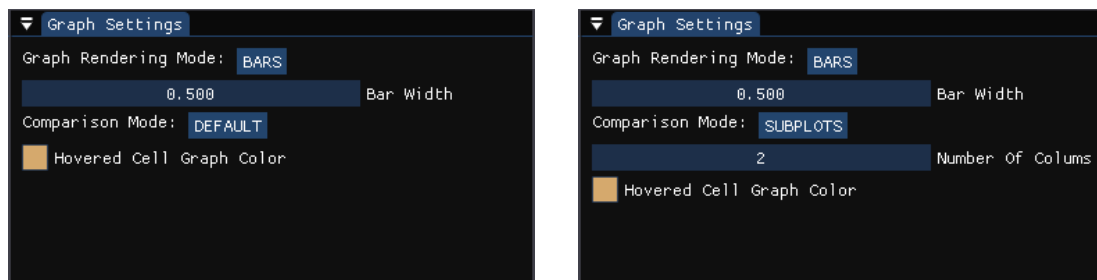 Graph Settings
Graph Rendering Mode: BARS
0.500 Bar Width
Comparison Mode: DEFAULT
Hovered Cell Graph Color
Graph Settings
Graph Rendering Mode: BARS
0.500 Bar Width
Comparison Mode: SUBPLOTS
2 Number Of Colums
Hovered Cell Graph Color